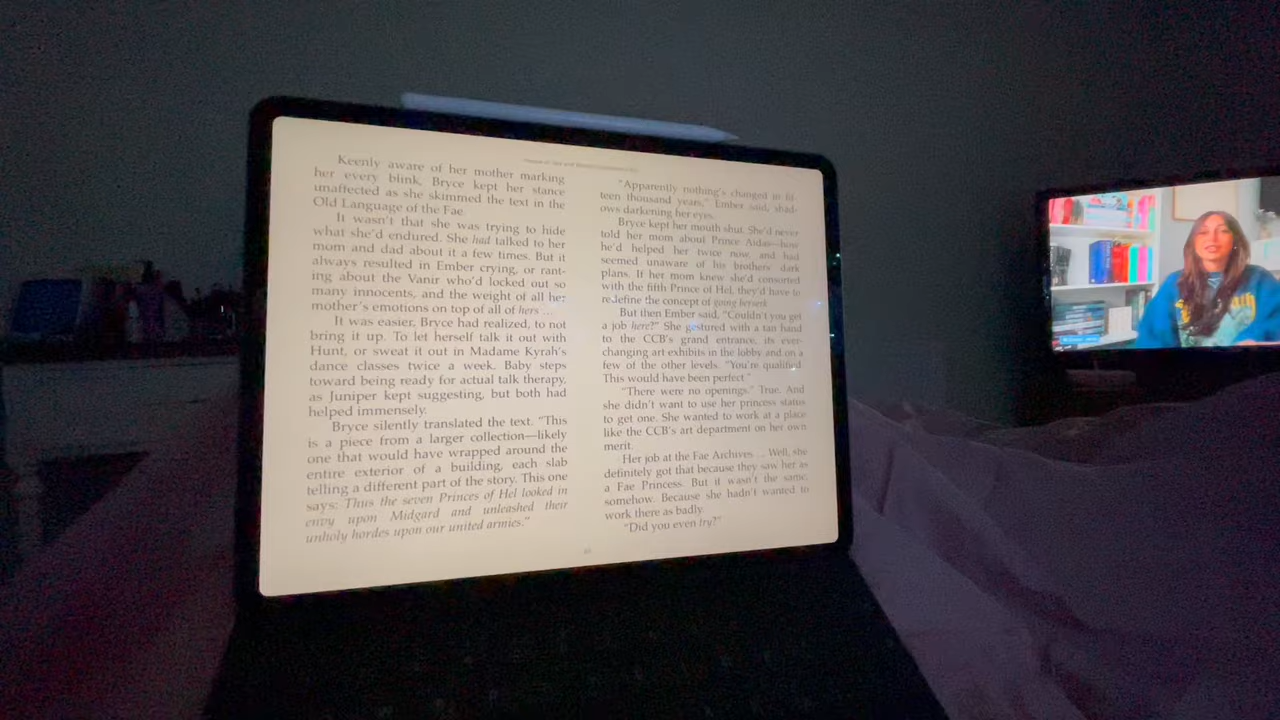 Keenly aware of her mother marking
her every blink, Bryce kept her stance
unaffected as she skimmed the text in the
Old Language of the Fae.
It wasn't that she was trying to hide
what she'd endured. She had talked to her
mom and dad about it a few times. But it
always resulted in Ember crying, or rant-
ing about the Vanir who'd locked out so
many innocents, and the weight of all her
mother's emotions on top of all of hers ...
It was easier, Bryce had realized, to not
bring it up. To let herself talk it out with
Hunt, or sweat it out in Madame Kyrah's
dance classes twice a week. Baby steps
toward being ready for actual talk therapy,
as Juniper kept suggesting, but both had
helped immensely.
Bryce silently translated the text. "This
is a piece from a larger collection—likely
one that would have wrapped around the
entire exterior of a building, each slab
telling a different part of the story. This one
says: Thus the seven Princes of Hel looked in
envy upon Midgard and unleashed their
unholy hordes upon our united armies."
"Apparently nothing's changed in fif-
teen thousand years," Ember said, shad-
ows darkening her eyes.
Bryce kept her mouth shut. She'd never
told her mom about Prince Aidas—how
he'd helped her twice now, and had
seemed unaware of his brothers' dark
plans. If her mom knew she'd consorted
with the fifth Prince of Hel, they'd have to
redefine the concept of going berserk.
But then Ember said, "Couldn't you get
a job here?" She gestured with a tan hand
to the CCB's grand entrance, its ever-
changing art exhibits in the lobby and on a
few of the other levels. "You're qualified.
This would have been perfect."
"There were no openings." True. And
she didn't want to use her princess status
to get one. She wanted to work at a place
like the CCB's art department on her own
merit.
Her job at the Fae Archives ... Well, she
definitely got that because they saw her as
a Fae Princess. But it wasn't the same,
somehow. Because she hadn't wanted to
work there as badly.
"Did you even try?"